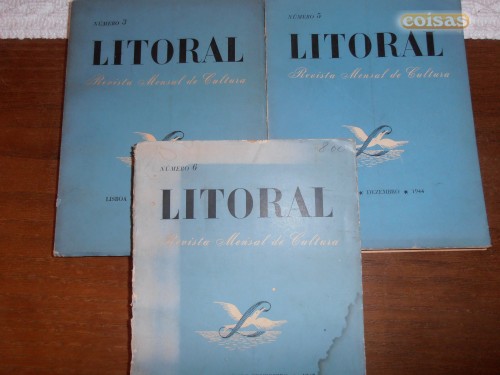 coisas
NÚMERO 3
LITORAL
Revista Mensal de Cultura
LISBOA
NÚMERO 5
LITORAL
Revista Mensal de Cultura
L
DEZEMBRO * 1944
NÚMERO 6
LITORAL
Revista Mensal de Cultura
L